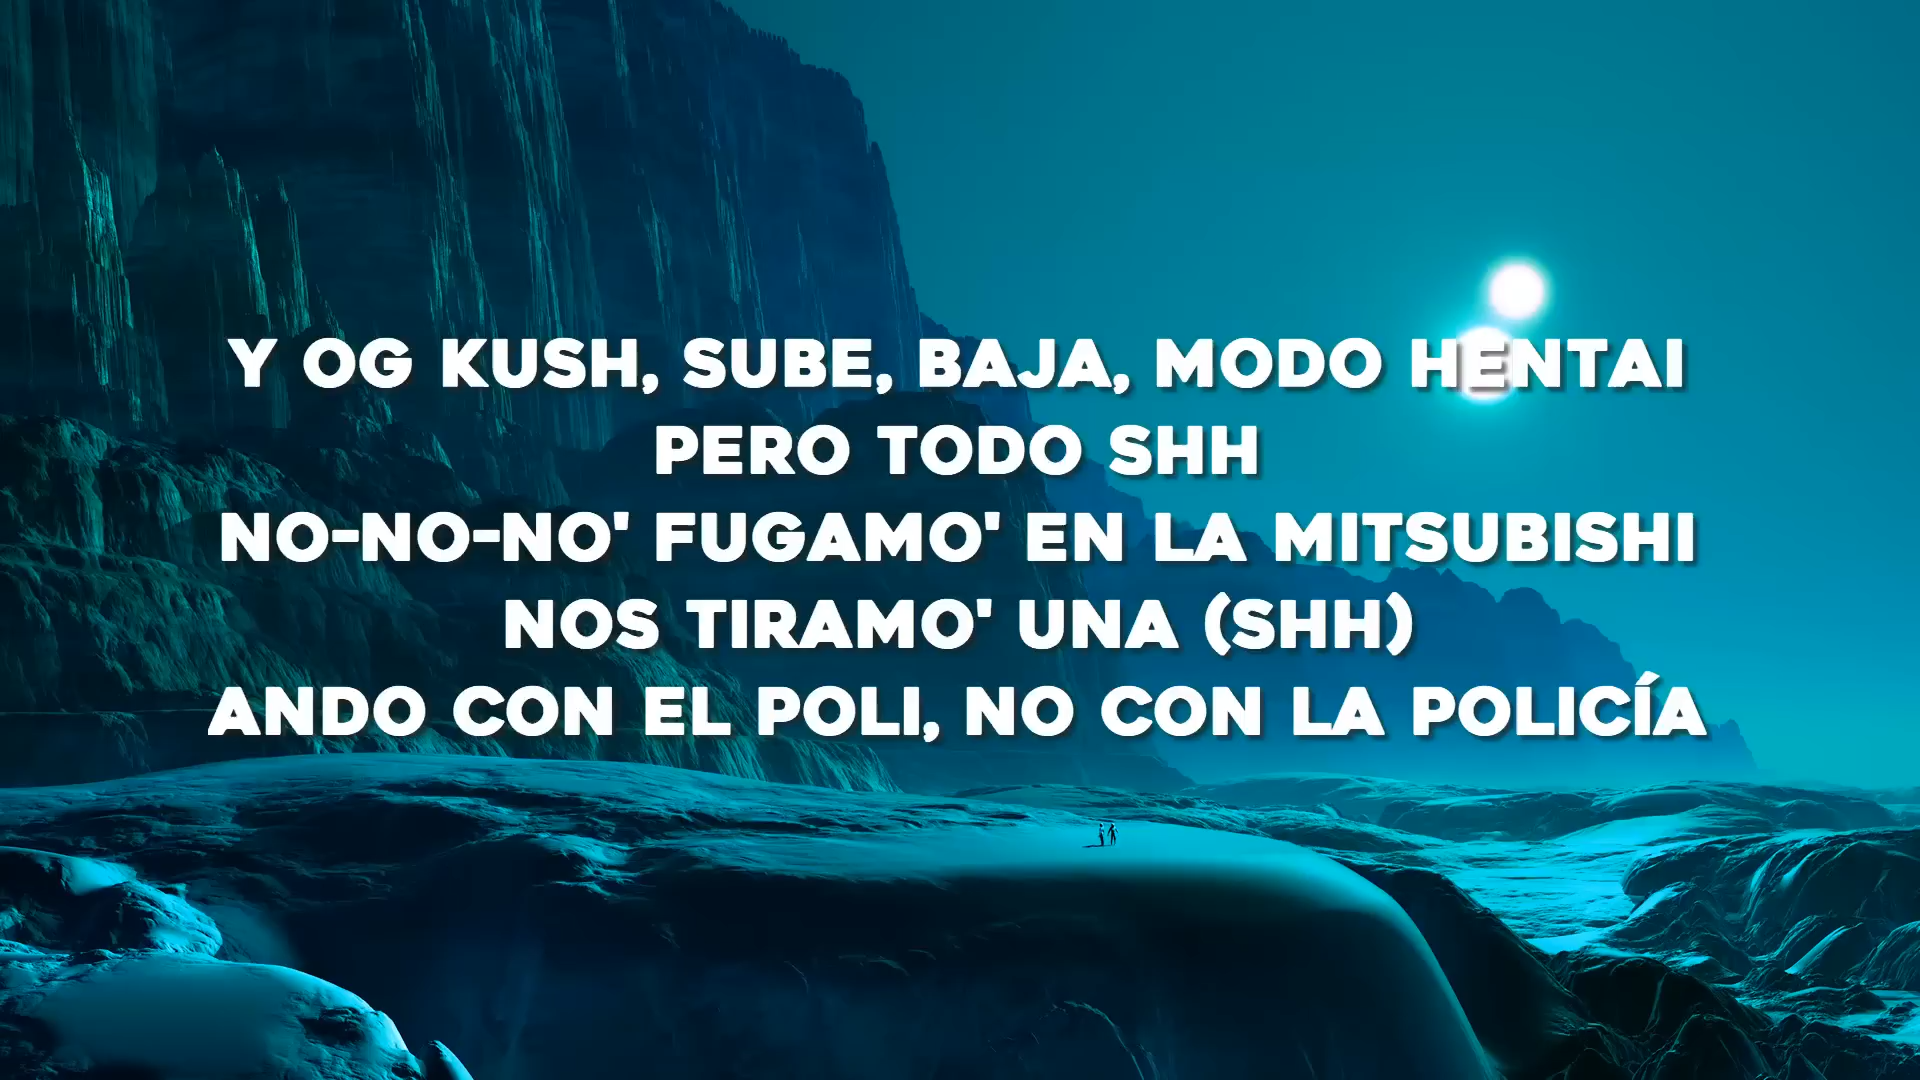 Y OG KUSH, SUBE, BAJA, MODO HENTAI
PERO TODO SHH
NO-NO-NO' FUGAMO' EN LA MITSUBISHI
NOS TIRAMO' UNA (SHH)
ANDO CON EL POLI, NO CON LA POLICÍA